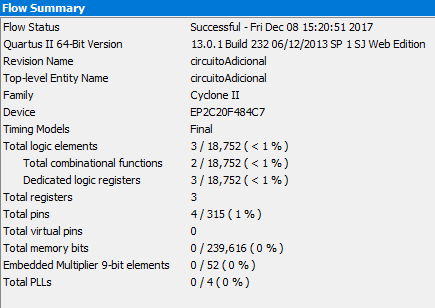 Flow Summary
Flow Status Successful - Fri Dec 08 15:20:51 2017
Quartus II 64-Bit Version 13.0.1 Build 232 06/12/2013 SP 1 SJ Web Edition
Revision Name circuitoAdicional
Top-level Entity Name circuitoAdicional
Family Cyclone II
Device EP2C20F484C7
Timing Models Final
Total logic elements 3 / 18,752 ( < 1 % )
Total combinational functions 2 / 18,752 ( < 1 % )
Dedicated logic registers 3 / 18,752 ( < 1 % )
Total registers 3
Total pins 4 / 315 ( 1 % )
Total virtual pins 0
Total memory bits 0 / 239,616 ( 0 % )
Embedded Multiplier 9-bit elements 0 / 52 ( 0 % )
Total PLLs 0 / 4 ( 0 % )